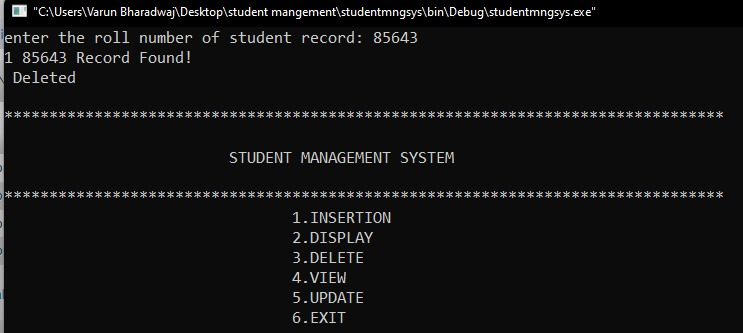 "C:\Users\Varun Bharadwaj\Desktop\student mangement\studentmngsys\bin\Debug\studentmngsys.exe"
enter the roll number of student record: 85643
1 85643 Record Found!
Deleted
********************************************************************************
STUDENT MANAGEMENT SYSTEM
********************************************************************************
1.INSERTION
2.DISPLAY
3.DELETE
4.VIEW
5.UPDATE
6.EXIT